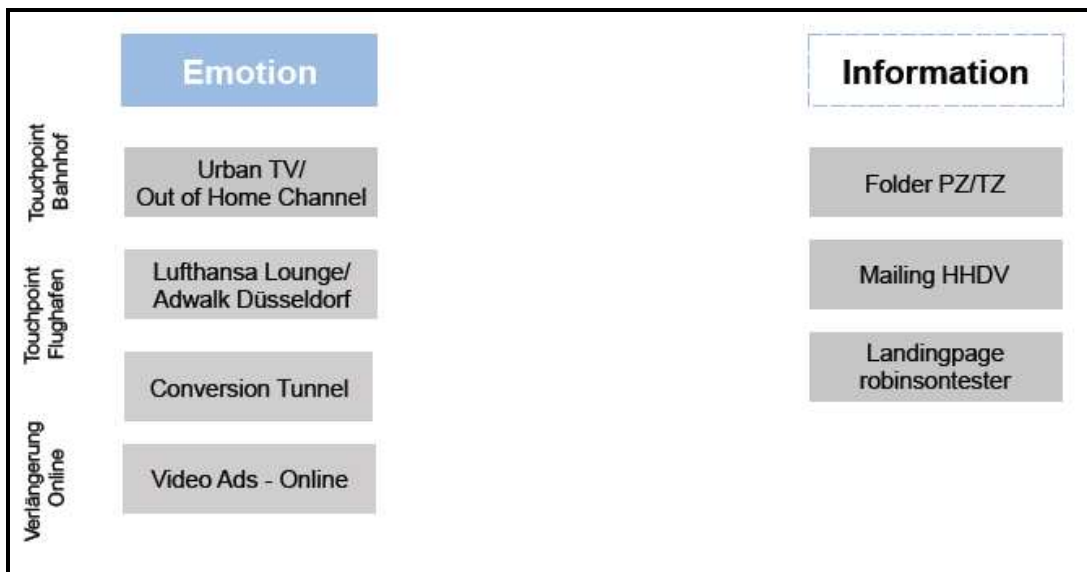 Emotion
Information
Touchpoint
Bahnhof
Urban TV/
Out of Home Channel
Folder PZ/TZ
Touchpoint
Flughafen
Lufthansa Lounge/
Adwalk Düsseldorf
Mailing HHDV
Conversion Tunnel
Landingpage
robinsontester
Verlängerung
Online
Video Ads - Online